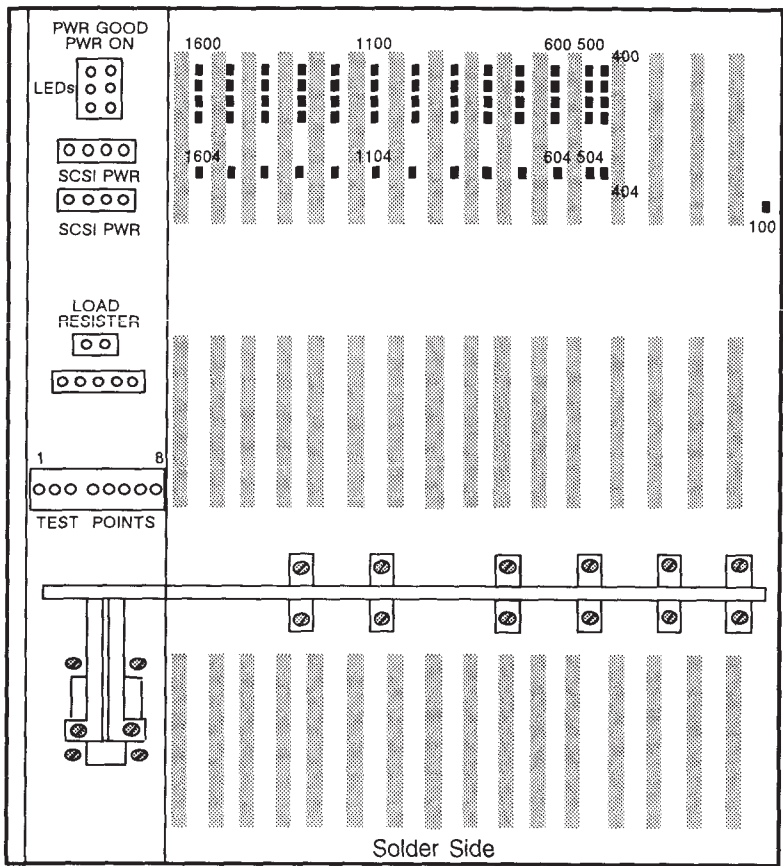 PWR GOOD
PWR ON
LEDs
SCSI PWR
SCSI PWR
LOAD
RESISTER
1 8
TEST POINTS
1600 1100 600 500 400
1604 1104 604 504 404
100
Solder Side